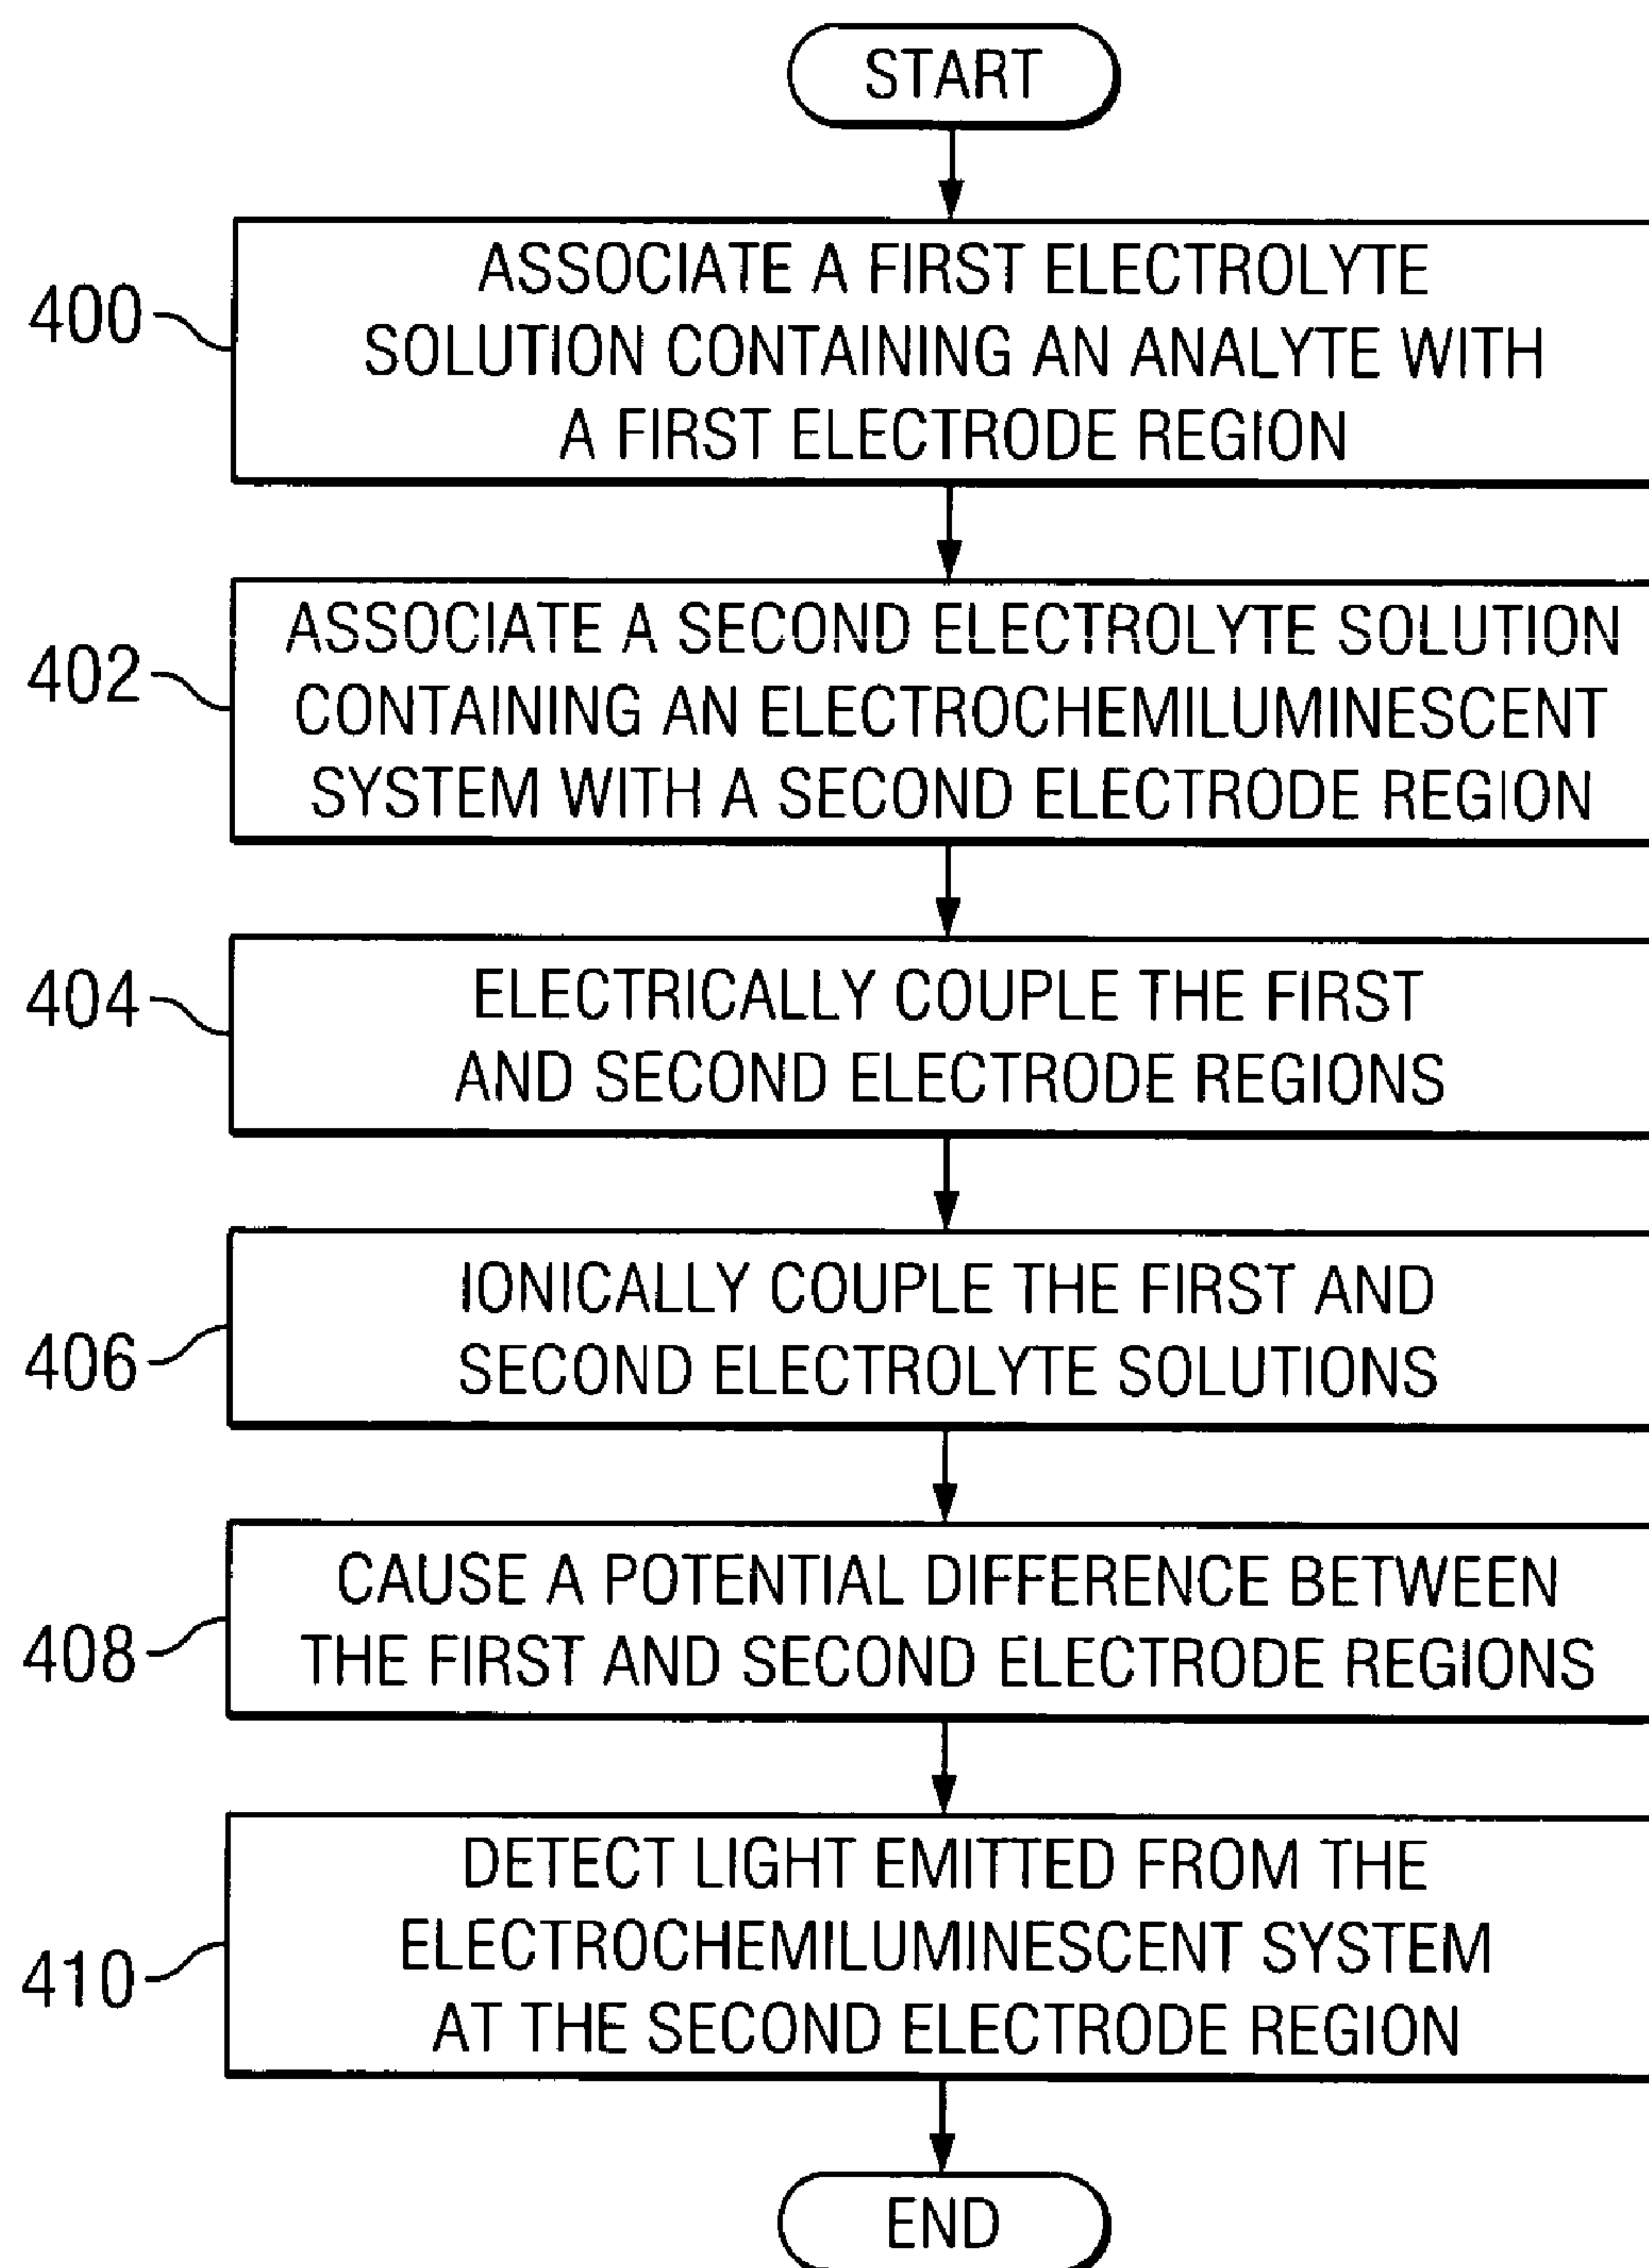 START
400
ASSOCIATE A FIRST ELECTROLYTE
SOLUTION CONTAINING AN ANALYTE WITH
A FIRST ELECTRODE REGION
402
ASSOCIATE A SECOND ELECTROLYTE SOLUTION
CONTAINING AN ELECTROCHEMILUMINESCENT
SYSTEM WITH A SECOND ELECTRODE REGION
404
ELECTRICALLY COUPLE THE FIRST
AND SECOND ELECTRODE REGIONS
406
IONICALLY COUPLE THE FIRST AND
SECOND ELECTROLYTE SOLUTIONS
408
CAUSE A POTENTIAL DIFFERENCE BETWEEN
THE FIRST AND SECOND ELECTRODE REGIONS
410
DETECT LIGHT EMITTED FROM THE
ELECTROCHEMILUMINESCENT SYSTEM
AT THE SECOND ELECTRODE REGION
END